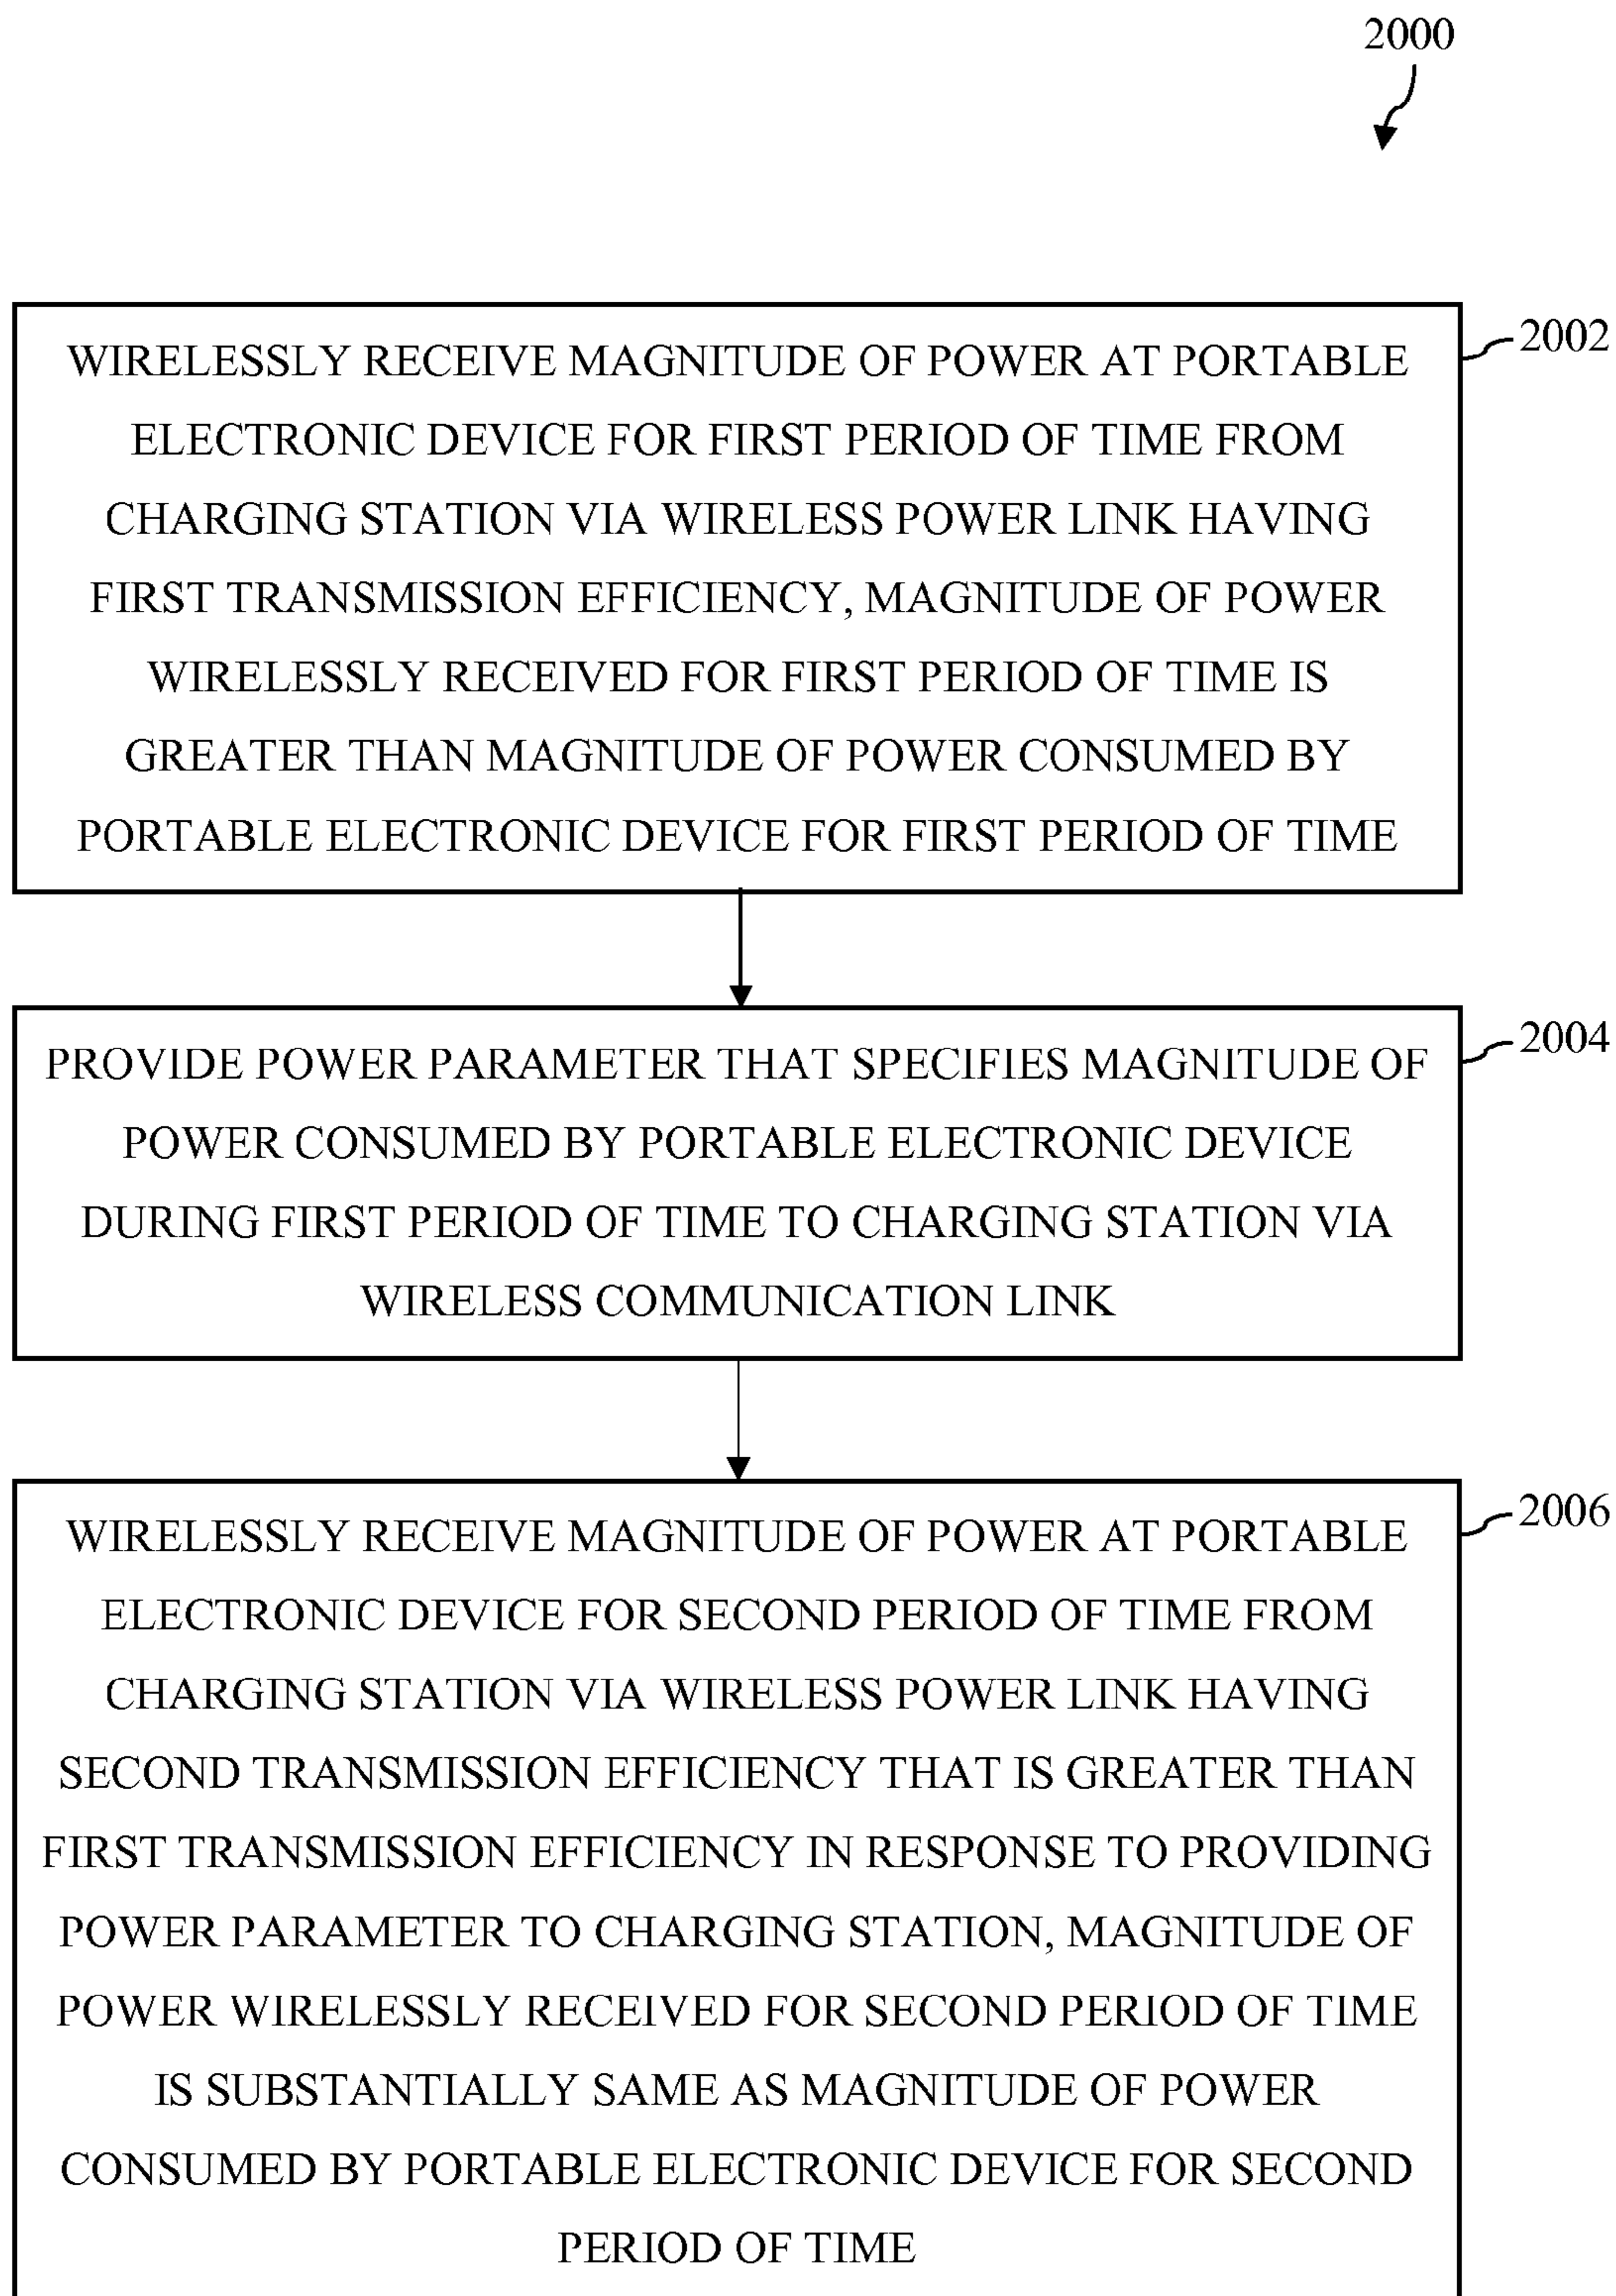 2000
WIRELESSLY RECEIVE MAGNITUDE OF POWER AT PORTABLE
ELECTRONIC DEVICE FOR FIRST PERIOD OF TIME FROM
CHARGING STATION VIA WIRELESS POWER LINK HAVING
FIRST TRANSMISSION EFFICIENCY, MAGNITUDE OF POWER
WIRELESSLY RECEIVED FOR FIRST PERIOD OF TIME IS
GREATER THAN MAGNITUDE OF POWER CONSUMED BY
PORTABLE ELECTRONIC DEVICE FOR FIRST PERIOD OF TIME
2002
PROVIDE POWER PARAMETER THAT SPECIFIES MAGNITUDE OF
POWER CONSUMED BY PORTABLE ELECTRONIC DEVICE
DURING FIRST PERIOD OF TIME TO CHARGING STATION VIA
WIRELESS COMMUNICATION LINK
2004
WIRELESSLY RECEIVE MAGNITUDE OF POWER AT PORTABLE
ELECTRONIC DEVICE FOR SECOND PERIOD OF TIME FROM
CHARGING STATION VIA WIRELESS POWER LINK HAVING
SECOND TRANSMISSION EFFICIENCY THAT IS GREATER THAN
FIRST TRANSMISSION EFFICIENCY IN RESPONSE TO PROVIDING
POWER PARAMETER TO CHARGING STATION, MAGNITUDE OF
POWER WIRELESSLY RECEIVED FOR SECOND PERIOD OF TIME
IS SUBSTANTIALLY SAME AS MAGNITUDE OF POWER
CONSUMED BY PORTABLE ELECTRONIC DEVICE FOR SECOND
PERIOD OF TIME
2006